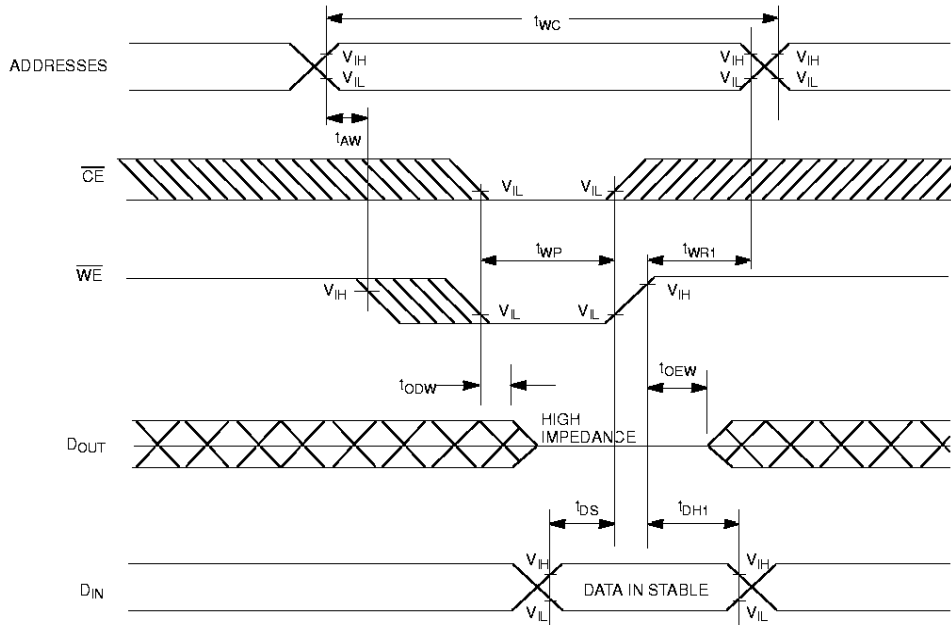 tWC
ADDRESSES
VIH VIH VIH
VIL VIL VIL
tAW
CE
VIL VIL
tWP tWR1
WE
VIH VIH
VIL VIL
tODW tOEW
HIGH
DOUT IMPEDANCE
tDS tDH1
VIH VIH
DIN DATA IN STABLE
VIL VIL